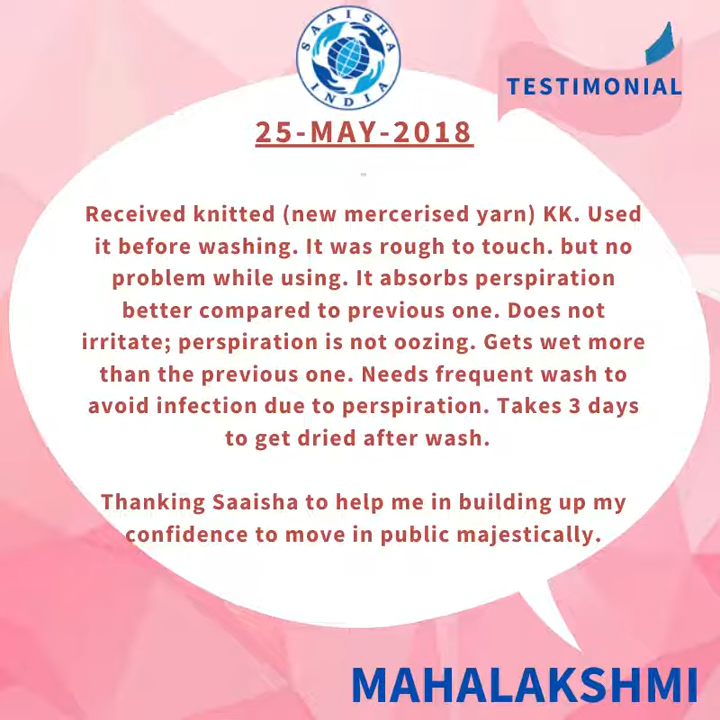 SAAISHA
INDIA
TESTIMONIAL
25-MAY-2018
Received knitted (new mercerised yarn) KK. Used
it before washing. It was rough to touch. but no
problem while using. It absorbs perspiration
better compared to previous one. Does not
irritate; perspiration is not oozing. Gets wet more
than the previous one. Needs frequent wash to
avoid infection due to perspiration. Takes 3 days
to get dried after wash.
Thanking Saaisha to help me in building up my
confidence to move in public majestically.
MAHALAKSHMI